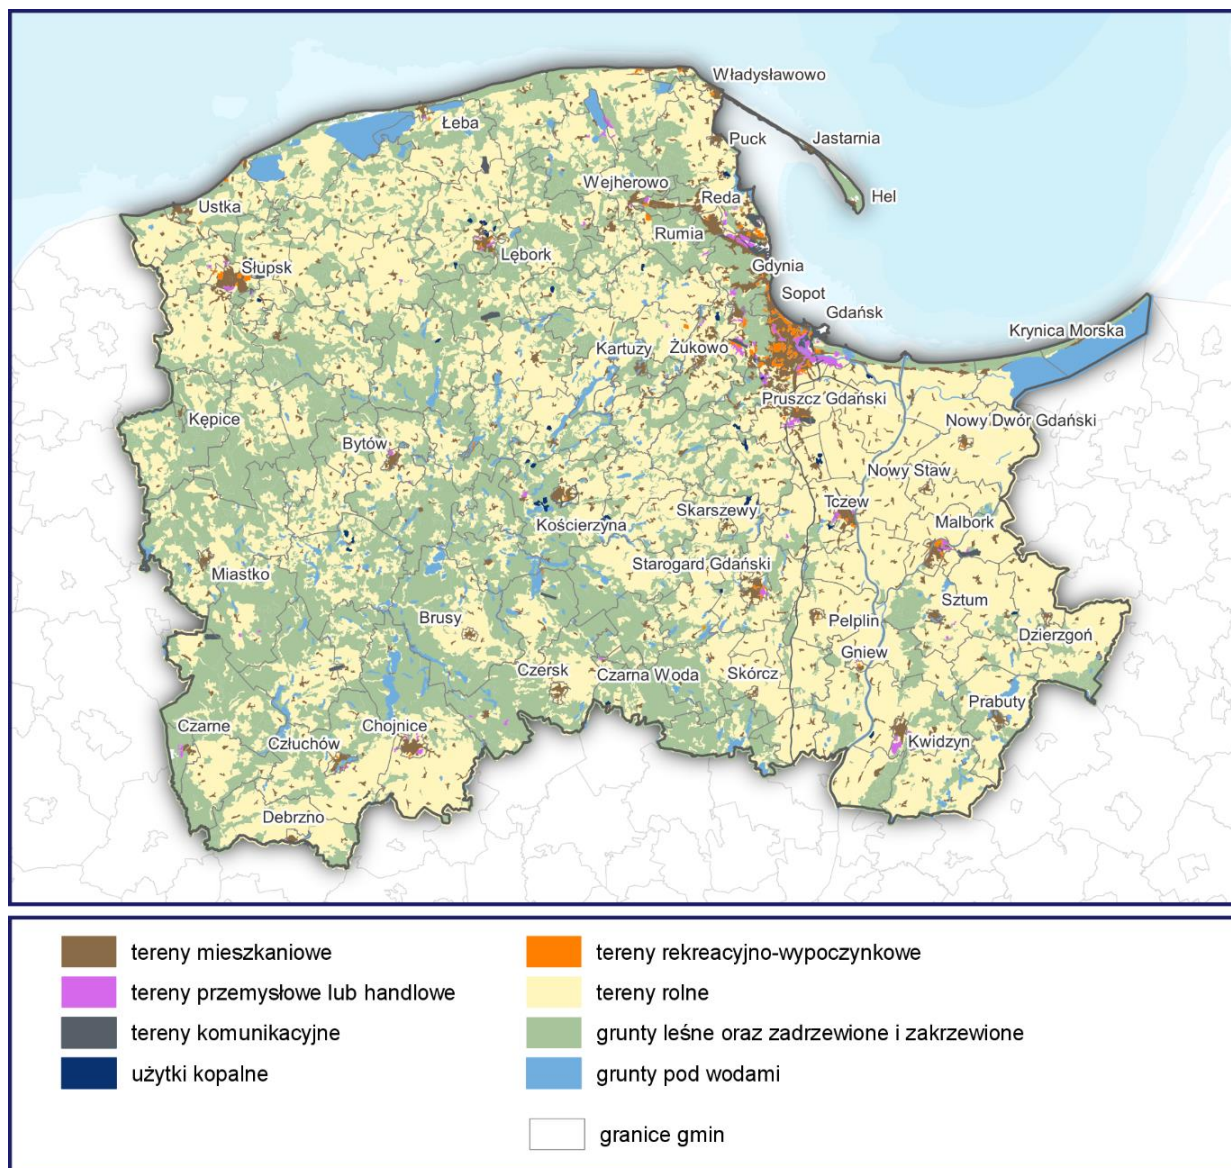 Władysławowo
Łeba
Puck
Jastarnia
Wejherowo
Reda
Hel
Ustka
Rumia
Lębork
Słupsk
Gdynia
Sopot
Gdańsk
Krynica Morska
Kartuzy
Żukowo
Pruszcz Gdański
Kępice
Nowy Dwór Gdański
Bytów
Nowy Staw
Tczew
Skarszewy
Kościerzyna
Malbork
Starogard Gdański
Miastko
Sztum
Brusy
Pelplin
Dzierzgoń
Gniew
Czersk
Czarna Woda
Skórcz
Prabuty
Czarne
Chojnice
Człuchów
Kwidzyn
Debrzno
tereny mieszkaniowe
tereny przemysłowe lub handlowe
tereny komunikacyjne
użytki kopalne
tereny rekreacyjno-wypoczynkowe
tereny rolne
grunty leśne oraz zadrzewione i zakrzewione
grunty pod wodami
granice gmin